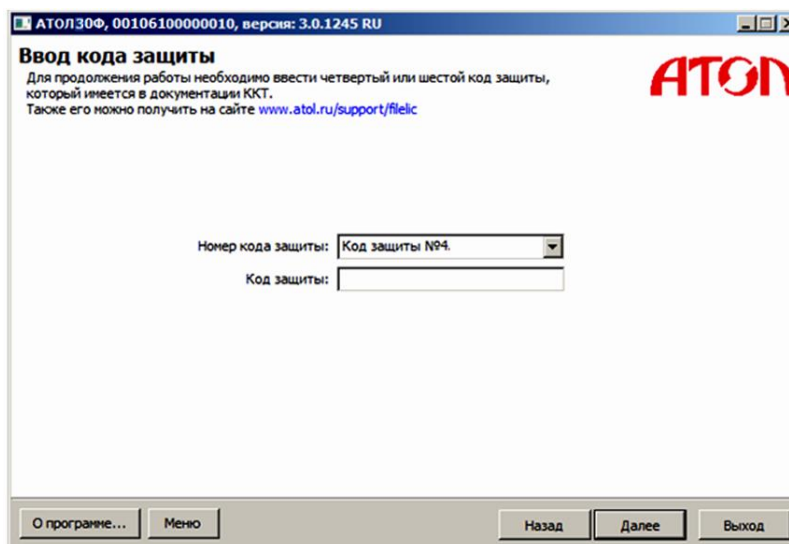 АТОЛ30Ф, 00106100000010, версия: 3.0.1245 RU
Ввод кода защиты
Для продолжения работы необходимо ввести четвертый или шестой код защиты,
который имеется в документации ККТ.
Также его можно получить на сайте www.atol.ru/support/filelic
АТОЛ
Номер кода защиты: Код защиты №4.
Код защиты:
О программе... Меню Назад Далее Выход